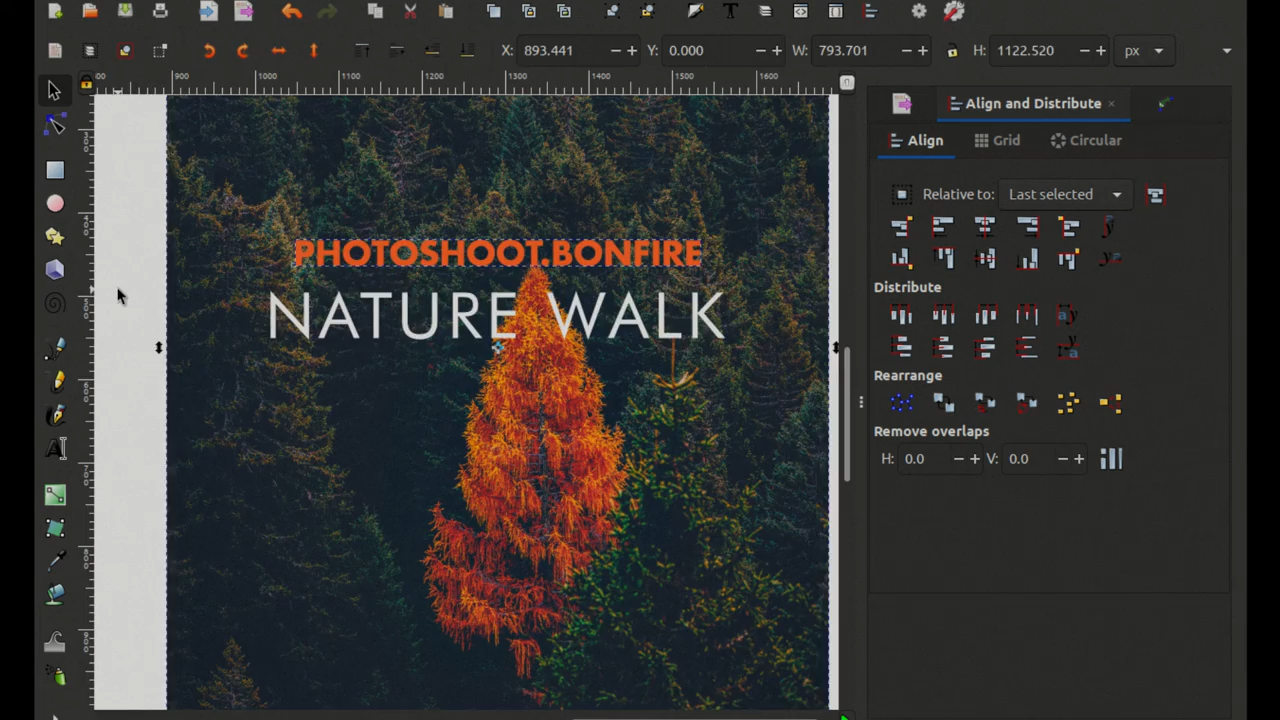 X: 893.441 Y: 0.000 W: 793.701 H: 1122.520 px
00 900 1000 1100 1200 1300 1400 1500 1600
Align and Distribute
Align Grid Circular
Relative to: Last selected
PHOTOSHOOT.BONFIRE
NATURE WALK
Distribute
Rearrange
Remove overlaps
H: 0.0 V: 0.0